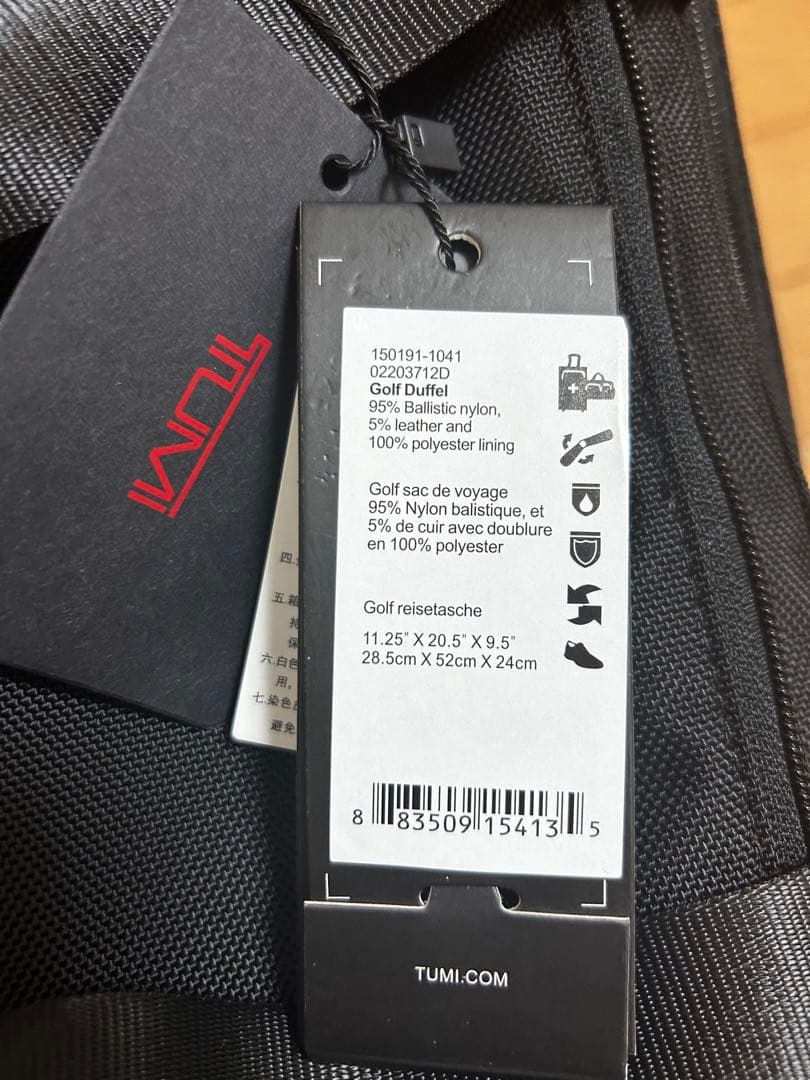 TUMI
150191-1041
02203712D
Golf Duffel
95% Ballistic nylon,
5% leather and
100% polyester lining
Golf sac de voyage
95% Nylon balistique, et
5% de cuir avec doublure
en 100% polyester
Golf reisetasche
11.25" X 20.5" X 9.5"
28.5cm X 52cm X 24cm
8 83509 15413 5
TUMI.COM
四.
五.箱
持
保
六.白色
用,
七.染色
避免